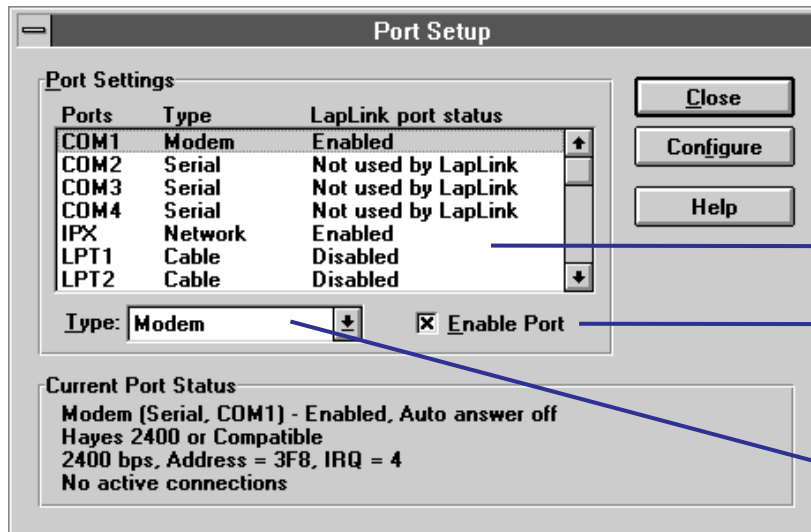 Port Setup
Port Settings
Ports Type LapLink port status
COM1 Modem Enabled
COM2 Serial Not used by LapLink
COM3 Serial Not used by LapLink
COM4 Serial Not used by LapLink
IPX Network Enabled
LPT1 Cable Disabled
LPT2 Cable Disabled
Type: Modem
Enable Port
Close
Configure
Help
Current Port Status
Modem (Serial, COM1) - Enabled, Auto answer off
Hayes 2400 or Compatible
2400 bps, Address = 3F8, IRQ = 4
No active connections